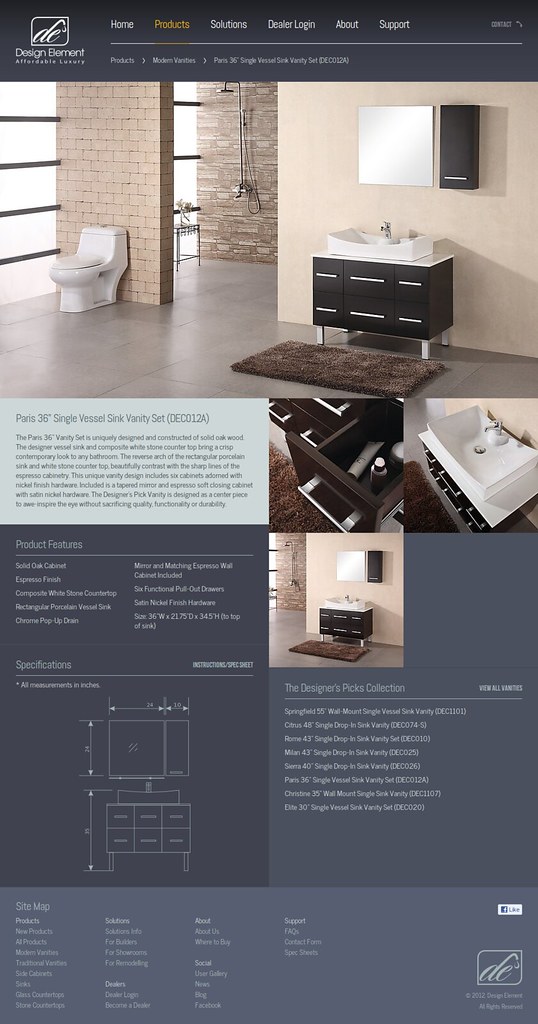 de
Design Element
Affordable Luxury
Home
Products
Solutions
Dealer Login
About
Support
CONTACT
Products
Modern Vanities
Paris 36" Single Vessel Sink Vanity Set (DEC012A)
Paris 36" Single Vessel Sink Vanity Set (DEC012A)
The Paris 36" Vanity Set is uniquely designed and constructed of solid oak wood.
The designer vessel sink and composite white stone counter top bring a crisp
contemporary look to any bathroom. The reverse arch of the rectangular porcelain
sink and white stone counter top, beautifully contrast with the sharp lines of the
espresso cabinetry. This unique vanity design includes six cabinets adorned with
nickel finish hardware. Included is a tapered mirror and espresso soft closing cabinet
with satin nickel hardware. The Designer's Pick Vanity is designed as a center piece
to awe-inspire the eye without sacrificing quality, functionality or durability.
Product Features
Solid Oak Cabinet
Espresso Finish
Composite White Stone Countertop
Rectangular Porcelain Vessel Sink
Chrome Pop-Up Drain
Mirror and Matching Espresso Wall
Cabinet Included
Six Functional Pull-Out Drawers
Satin Nickel Finish Hardware
Size: 36"W x 21.75"D x 34.5"H (to top
of sink)
Specifications
INSTRUCTIONS/SPEC SHEET
* All measurements in inches.
24
10
24
35
The Designer's Picks Collection
VIEW ALL VANITIES
Springfield 55" Wall-Mount Single Vessel Sink Vanity (DEC1101)
Citrus 48" Single Drop-In Sink Vanity (DEC074-S)
Rome 43" Single Drop-In Sink Vanity Set (DEC010)
Milan 43" Single Drop-In Sink Vanity (DEC025)
Sierra 40" Single Drop-In Sink Vanity (DEC026)
Paris 36" Single Vessel Sink Vanity Set (DEC012A)
Christine 35" Wall Mount Single Sink Vanity (DEC1107)
Elite 30" Single Vessel Sink Vanity Set (DEC020)
Site Map
Products
New Products
All Products
Modern Vanities
Traditional Vanities
Side Cabinets
Sinks
Glass Countertops
Stone Countertops
Solutions
Solutions Info
For Builders
For Showrooms
For Remodelling
Dealers
Dealer Login
Become a Dealer
About
About Us
Where to Buy
Social
User Gallery
News
Blog
Facebook
Support
FAQs
Contact Form
Spec Sheets
Like
de
© 2012 Design Element
All Rights Reserved